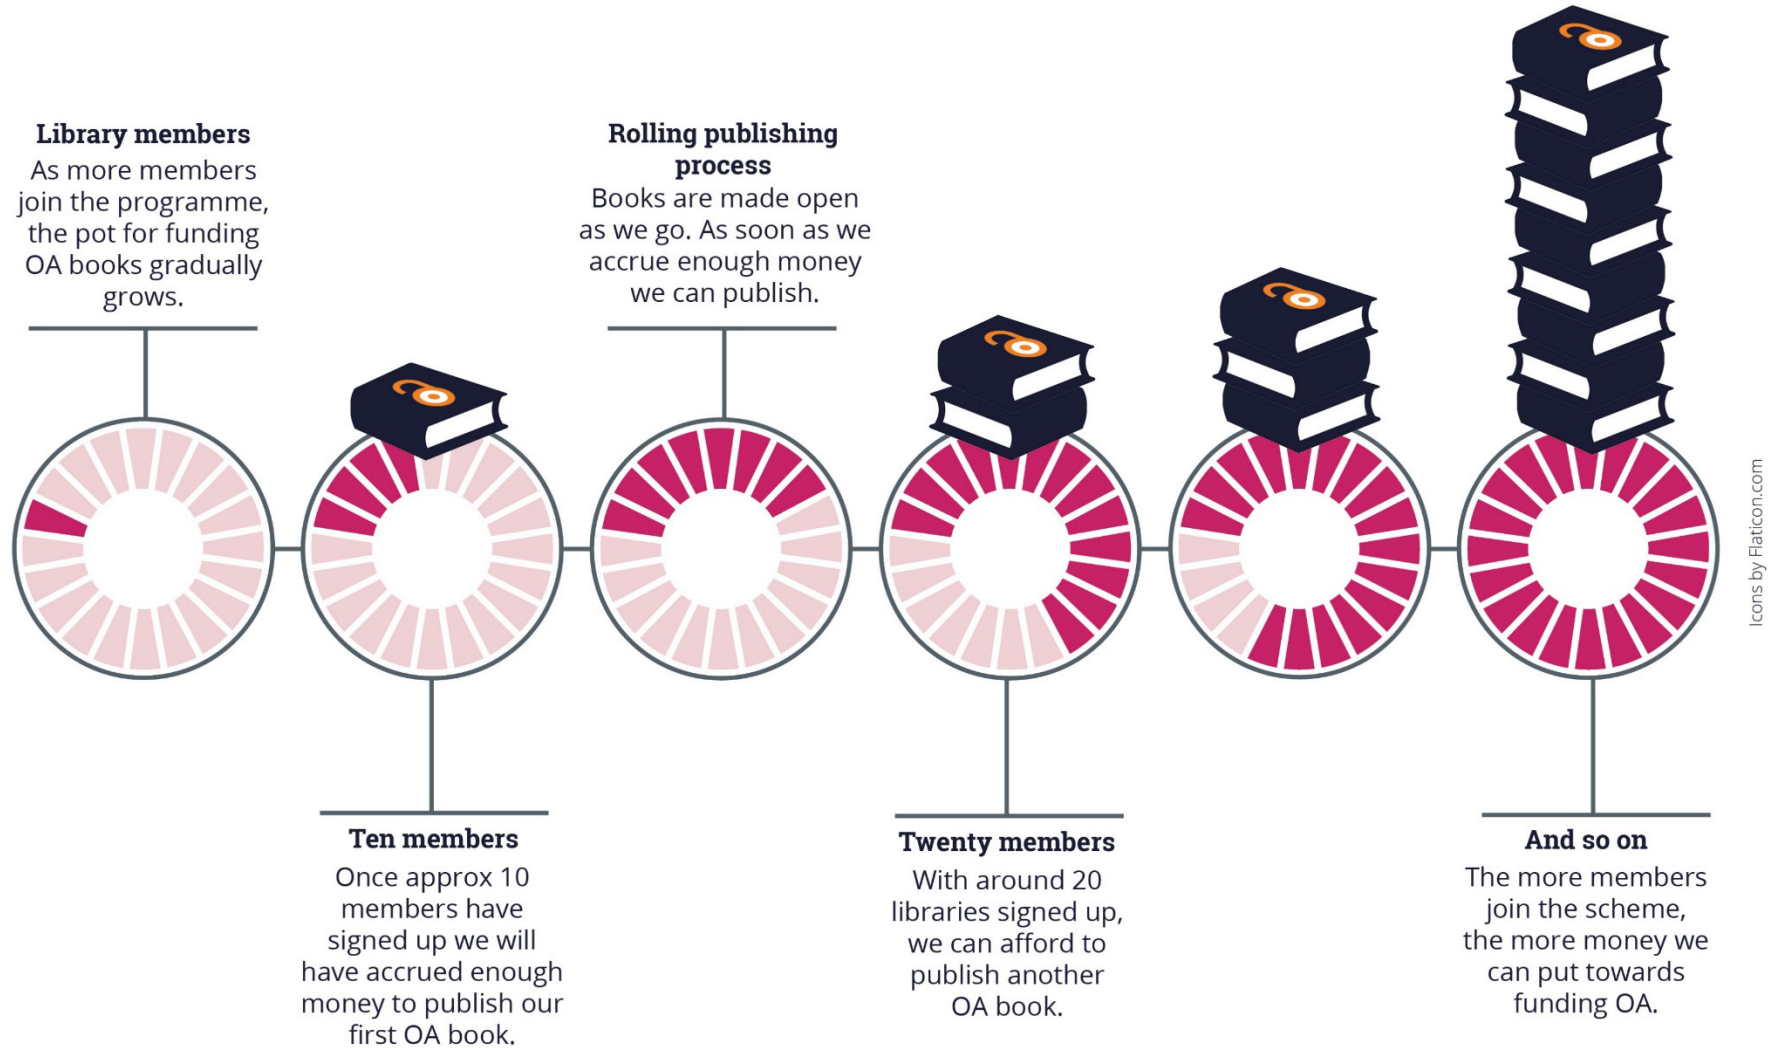 Library members
As more members
join the programme,
the pot for funding
OA books gradually
grows.
Rolling publishing
process
Books are made open
as we go. As soon as we
accrue enough money
we can publish.
Ten members
Once approx 10
members have
signed up we will
have accrued enough
money to publish our
first OA book.
Twenty members
With around 20
libraries signed up,
we can afford to
publish another
OA book.
And so on
The more members
join the scheme,
the more money we
can put towards
funding OA.
Icons by Flaticon.com